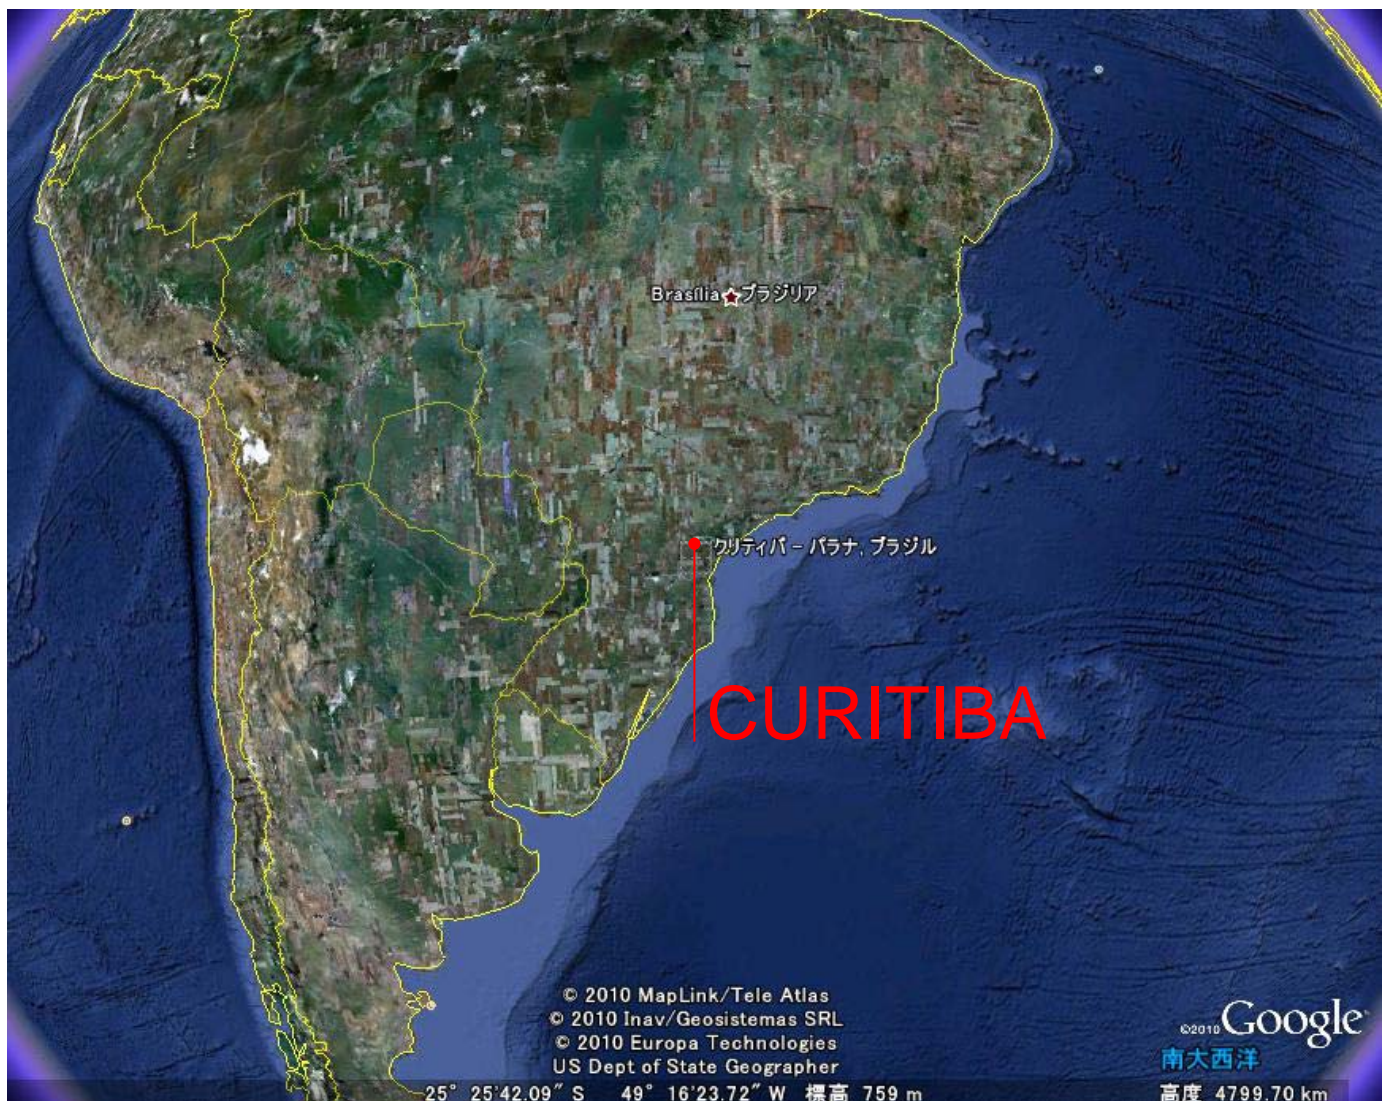 Brasília ブラジリア
クリティバ - パラナ, ブラジル
CURITIBA
© 2010 MapLink/Tele Atlas
© 2010 Inav/Geosistemas SRL
© 2010 Europa Technologies
US Dept of State Geographer
©2010 Google
南大西洋
25° 25'42.09" S 49° 16'23.72" W 標高 759 m 高度 4799.70 km